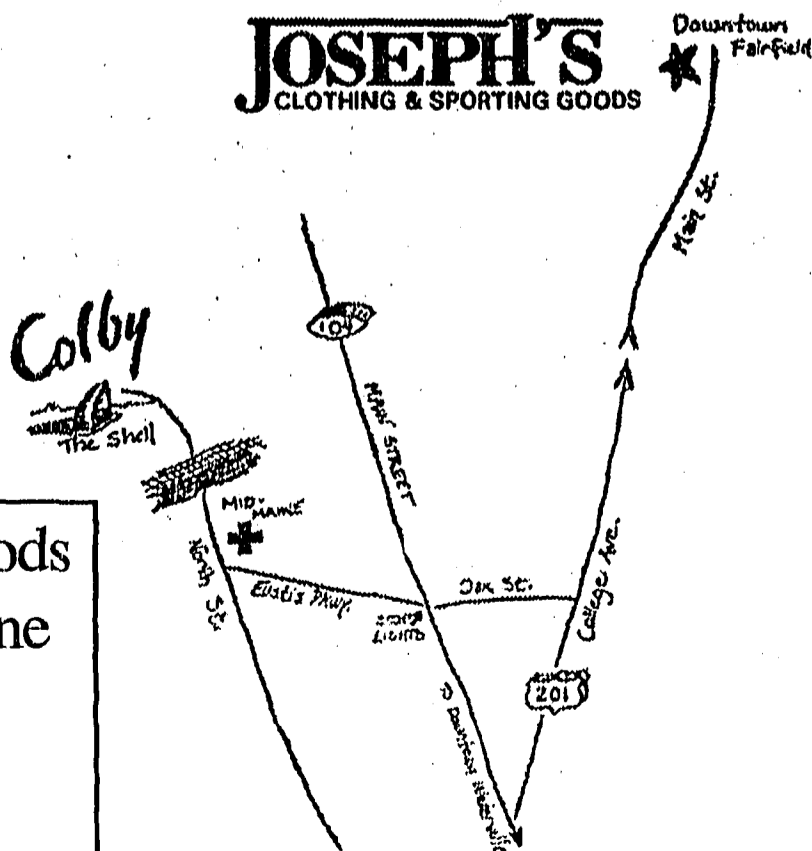 JOSEPH'S
CLOTHING & SPORTING GOODS
Downtown
Fairfield
Main St.
104
Colby
The Shell
MAIN STREET
MID-
MAINE
North St.
Eustis Pkwy.
Oak St.
LIGHTS
College Ave.
201
ods
ne